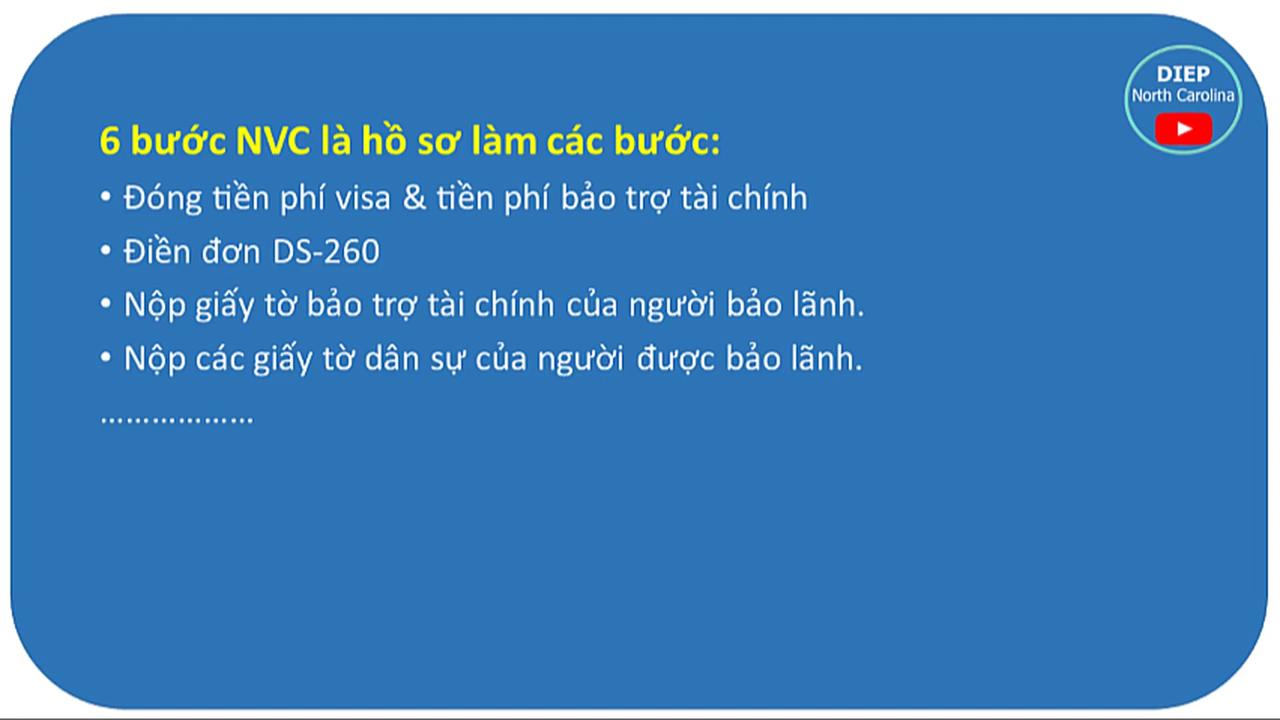 DIEP
North Carolina
6 bước NVC là hồ sơ làm các bước:
• Đóng tiền phí visa & tiền phí bảo trợ tài chính
• Điền đơn DS-260
• Nộp giấy tờ bảo trợ tài chính của người bảo lãnh.
• Nộp các giấy tờ dân sự của người được bảo lãnh.
………………